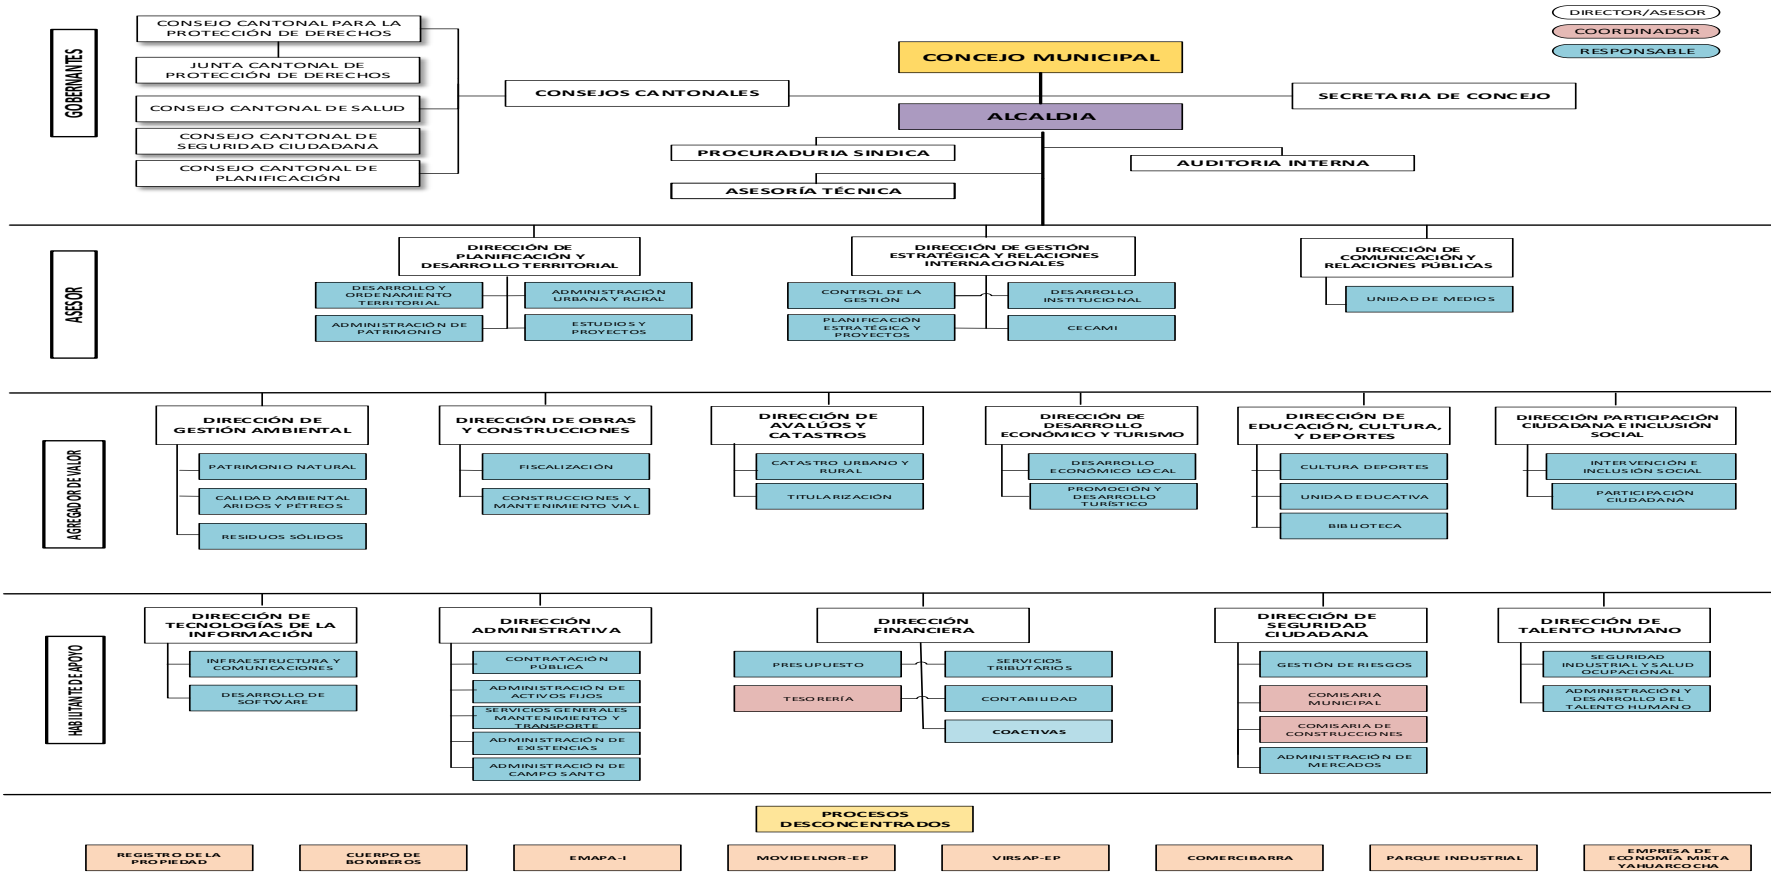 DIRECTOR/ASESOR
COORDINADOR
RESPONSABLE
GOBERNANTES
CONSEJO CANTONAL PARA LA
PROTECCIÓN DE DERECHOS
JUNTA CANTONAL DE
PROTECCIÓN DE DERECHOS
CONSEJO CANTONAL DE SALUD
CONSEJO CANTONAL DE
SEGURIDAD CIUDADANA
CONSEJO CANTONAL DE
PLANIFICACIÓN
CONSEJOS CANTONALES
CONCEJO MUNICIPAL
SECRETARIA DE CONCEJO
ALCALDIA
PROCURADURIA SINDICA
AUDITORIA INTERNA
ASESORÍA TÉCNICA
ASESOR
DIRECCIÓN DE
PLANIFICACIÓN Y
DESARROLLO TERRITORIAL
DESARROLLO Y
ORDENAMIENTO
TERRITORIAL
ADMINISTRACIÓN
URBANA Y RURAL
ADMINISTRACIÓN DE
PATRIMONIO
ESTUDIOS Y
PROYECTOS
DIRECCIÓN DE GESTIÓN
ESTRATÉGICA Y RELACIONES
INTERNACIONALES
CONTROL DE LA
GESTIÓN
DESARROLLO
INSTITUCIONAL
PLANIFICACIÓN
ESTRATÉGICA Y
PROYECTOS
CECAMI
DIRECCIÓN DE
COMUNICACIÓN Y
RELACIONES PÚBLICAS
UNIDAD DE MEDIOS
AGREGADOR DE VALOR
DIRECCIÓN DE
GESTIÓN AMBIENTAL
PATRIMONIO NATURAL
CALIDAD AMBIENTAL
ARIDOS Y PÉTREOS
RESIDUOS SÓLIDOS
DIRECCIÓN DE OBRAS
Y CONSTRUCCIONES
FISCALIZACIÓN
CONSTRUCCIONES Y
MANTENIMIENTO VIAL
DIRECCIÓN DE
AVALÚOS Y
CATASTROS
CATASTRO URBANO Y
RURAL
TITULARIZACIÓN
DIRECCIÓN DE
DESARROLLO
ECONÓMICO Y TURISMO
DESARROLLO
ECONÓMICO LOCAL
PROMOCIÓN Y
DESARROLLO
TURÍSTICO
DIRECCIÓN DE
EDUCACIÓN, CULTURA,
Y DEPORTES
CULTURA DEPORTES
UNIDAD EDUCATIVA
BIBLIOTECA
DIRECCIÓN PARTICIPACIÓN
CIUDADANA E INCLUSIÓN
SOCIAL
INTERVENCIÓN E
INCLUSIÓN SOCIAL
PARTICIPACIÓN
CIUDADANA
HABILITANTE DE APOYO
DIRECCIÓN DE
TECNOLOGÍAS DE LA
INFORMACIÓN
INFRAESTRUCTURA Y
COMUNICACIONES
DESARROLLO DE
SOFTWARE
DIRECCIÓN
ADMINISTRATIVA
CONTRATACIÓN
PÚBLICA
ADMINISTRACIÓN DE
ACTIVOS FIJOS
SERVICIOS GENERALES
MANTENIMIENTO Y
TRANSPORTE
ADMINISTRACIÓN DE
EXISTENCIAS
ADMINISTRACIÓN DE
CAMPO SANTO
DIRECCIÓN
FINANCIERA
PRESUPUESTO
SERVICIOS
TRIBUTARIOS
TESORERÍA
CONTABILIDAD
COACTIVAS
DIRECCIÓN DE
SEGURIDAD
CIUDADANA
GESTIÓN DE RIESGOS
COMISARIA
MUNICIPAL
COMISARIA DE
CONSTRUCCIONES
ADMINISTRACIÓN DE
MERCADOS
DIRECCIÓN DE
TALENTO HUMANO
SEGURIDAD
INDUSTRIAL Y SALUD
OCUPACIONAL
ADMINISTRACIÓN Y
DESARROLLO DEL
TALENTO HUMANO
PROCESOS
DESCONCENTRADOS
REGISTRO DE LA
PROPIEDAD
CUERPO DE
BOMBEROS
EMAPA-I
MOVIDELNOR-EP
VIRSAP-EP
COMERCIBARRA
PARQUE INDUSTRIAL
EMPRESA DE
ECONOMÍA MIXTA
YAHUARCOCHA